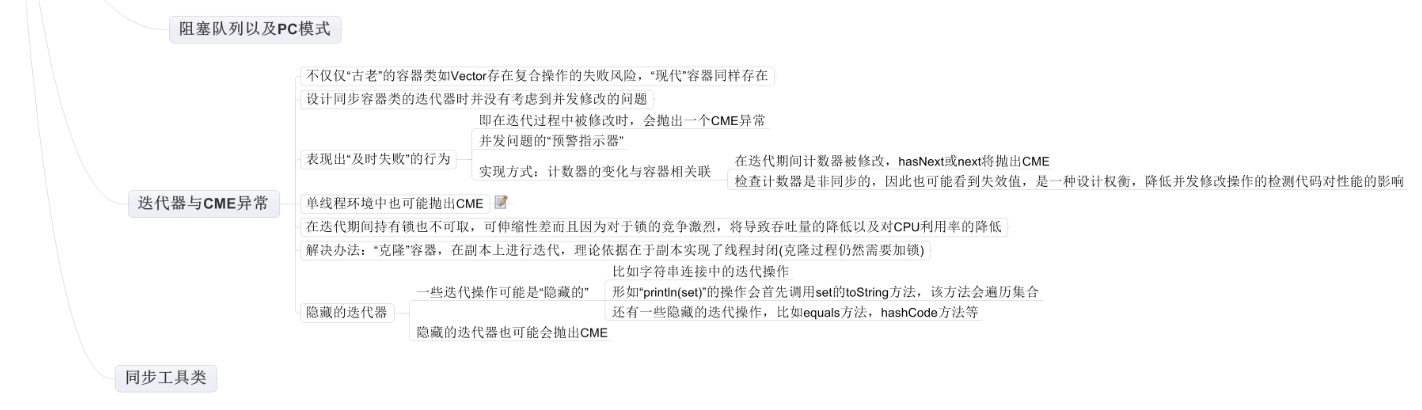 阻塞队列以及PC模式
不仅仅“古老”的容器类如Vector存在复合操作的失败风险，“现代”容器同样存在
设计同步容器类的迭代器时并没有考虑到并发修改的问题
即在迭代过程中被修改时，会抛出一个CME异常
并发问题的“预警指示器”
表现出“及时失败”的行为
实现方式：计数器的变化与容器相关联
在迭代期间计数器被修改，hasNext或next将抛出CME
检查计数器是非同步的，因此也可能看到失效值，是一种设计权衡，降低并发修改操作的检测代码对性能的影响
迭代器与CME异常
单线程环境中也可能抛出CME
在迭代期间持有锁也不可取，可伸缩性差而且因为对于锁的竞争激烈，将导致吞吐量的降低以及对CPU利用率的降低
解决办法：“克隆”容器，在副本上进行迭代，理论依据在于副本实现了线程封闭(克隆过程仍然需要加锁)
隐藏的迭代器
一些迭代操作可能是“隐藏的”
比如字符串连接中的迭代操作
形如“println(set)”的操作会首先调用set的toString方法，该方法会遍历集合
还有一些隐藏的迭代操作，比如equals方法，hashCode方法等
隐藏的迭代器也可能会抛出CME
同步工具类